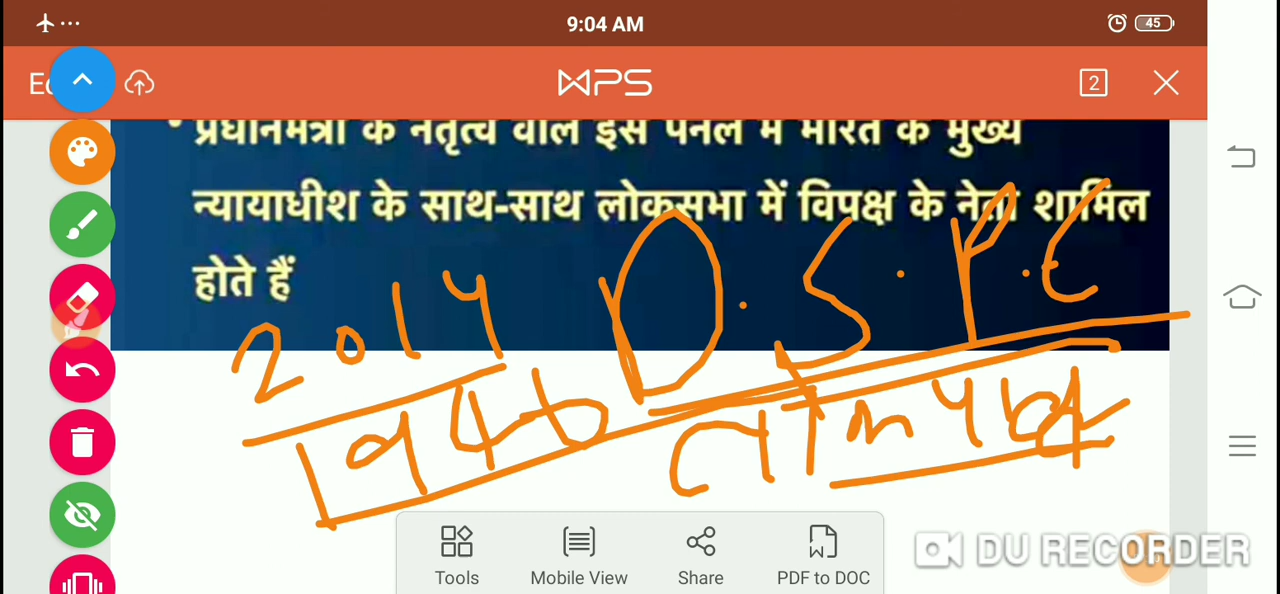 9:04 AM
45
WPS
2
प्रधानमंत्री के नेतृत्व वाले इस पैनल में भारत के मुख्य
न्यायाधीश के साथ-साथ लोकसभा में विपक्ष के नेता शामिल
होते हैं
2014 D.S.P.E
1946
Tools
Mobile View
Share
PDF to DOC
DU RECORDER